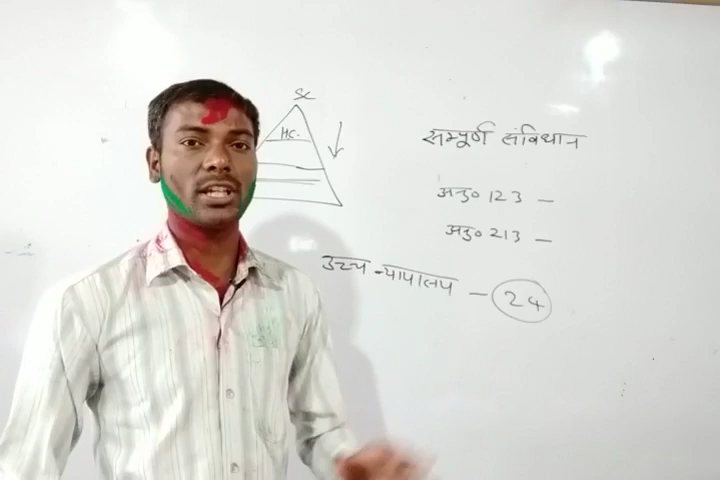 SC
HC.
सम्पूर्ण संविधान
अनु० 123 —
अनु० 213 —
उच्च न्यायालय — 24